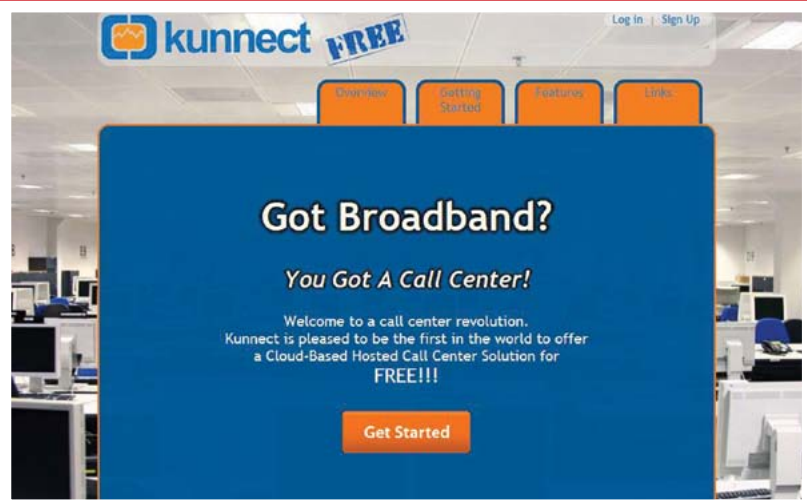 kunnect FREE
Log in | Sign Up
Overview
Getting
Started
Features
Links
Got Broadband?
You Got A Call Center!
Welcome to a call center revolution.
Kunnect is pleased to be the first in the world to offer
a Cloud-Based Hosted Call Center Solution for
FREE!!!
Get Started